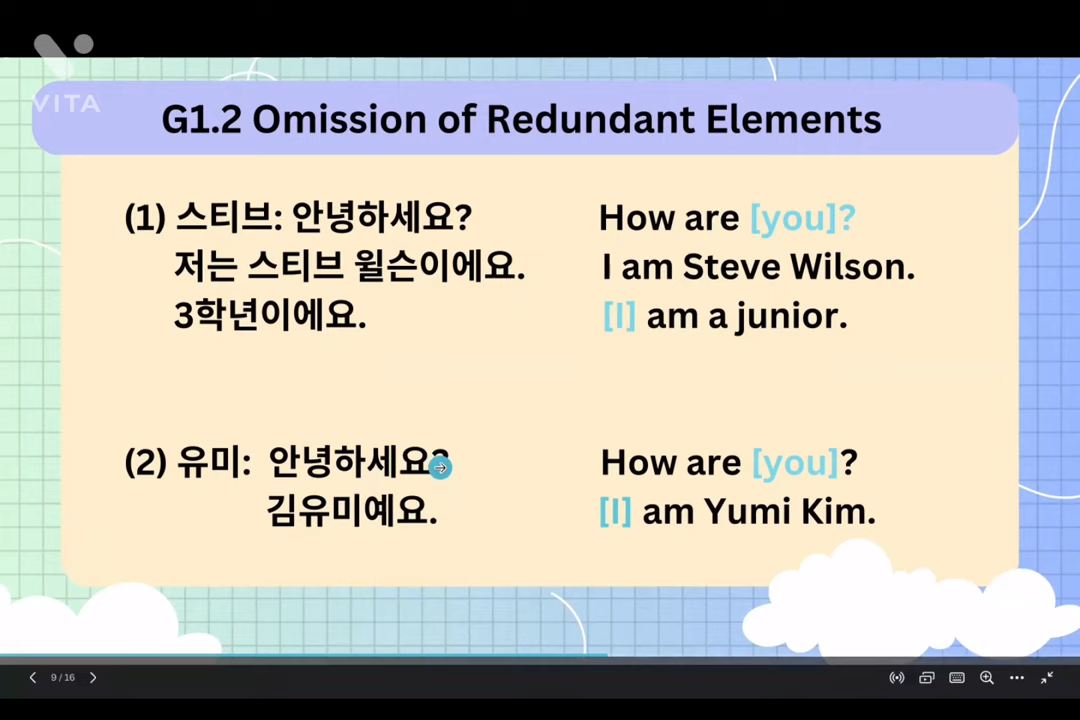 VITA
G1.2 Omission of Redundant Elements
(1) 스티브: 안녕하세요? How are [you]?
저는 스티브 윌슨이에요. I am Steve Wilson.
3학년이에요. [I] am a junior.
(2) 유미: 안녕하세요? How are [you]?
김유미예요. [I] am Yumi Kim.
9 / 16